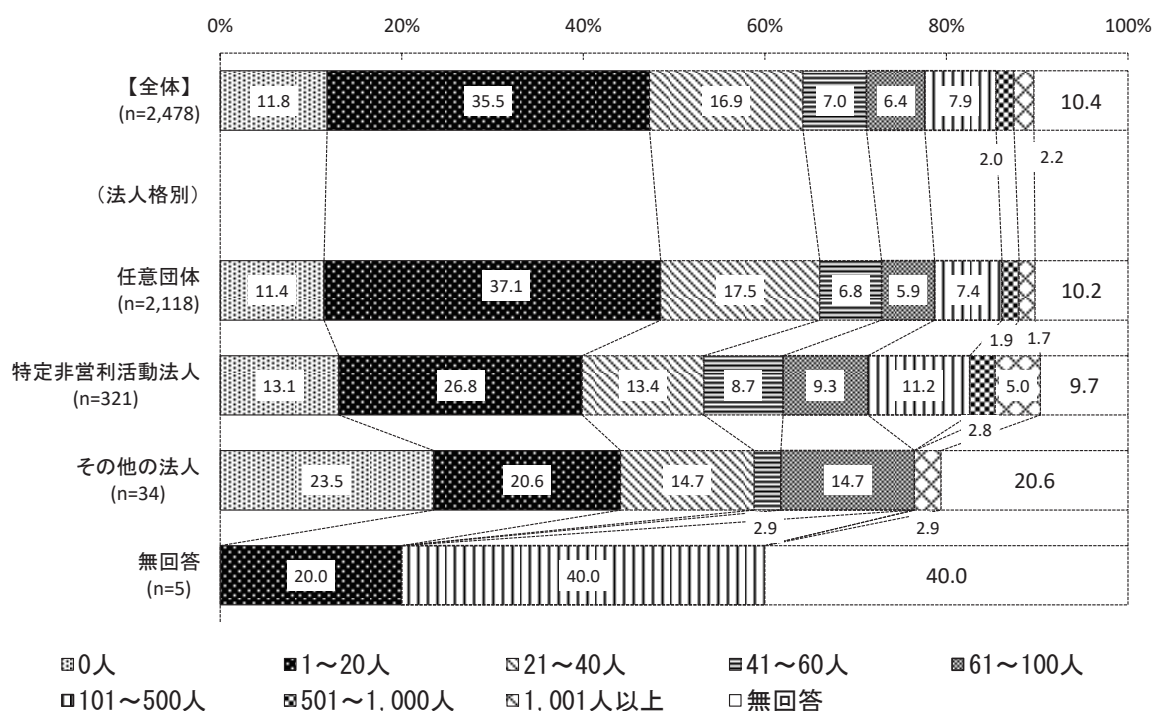 0% 20% 40% 60% 80% 100%
【全体】
(n=2,478)
11.8 35.5 16.9 7.0 6.4 7.9 10.4
2.0 2.2
（法人格別）
任意団体
(n=2,118)
11.4 37.1 17.5 6.8 5.9 7.4 10.2
1.9 1.7
特定非営利活動法人
(n=321)
13.1 26.8 13.4 8.7 9.3 11.2 5.0 9.7
2.8
その他の法人
(n=34)
23.5 20.6 14.7 14.7 20.6
2.9 2.9
無回答
(n=5)
20.0 40.0 40.0
0人 1～20人 21～40人 41～60人 61～100人
101～500人 501～1,000人 1,001人以上 無回答